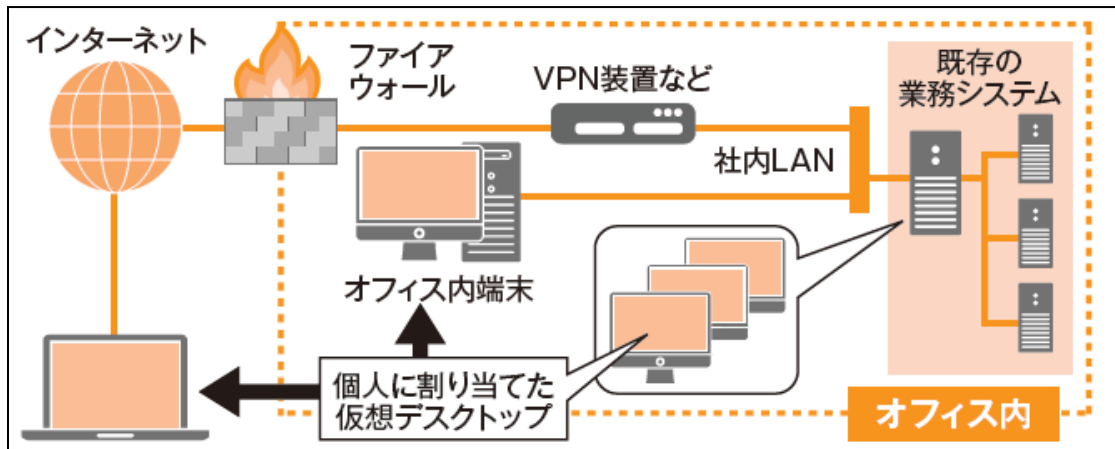 インターネット
ファイア
ウォール
VPN装置など
既存の
業務システム
社内LAN
オフィス内端末
個人に割り当てた
仮想デスクトップ
オフィス内